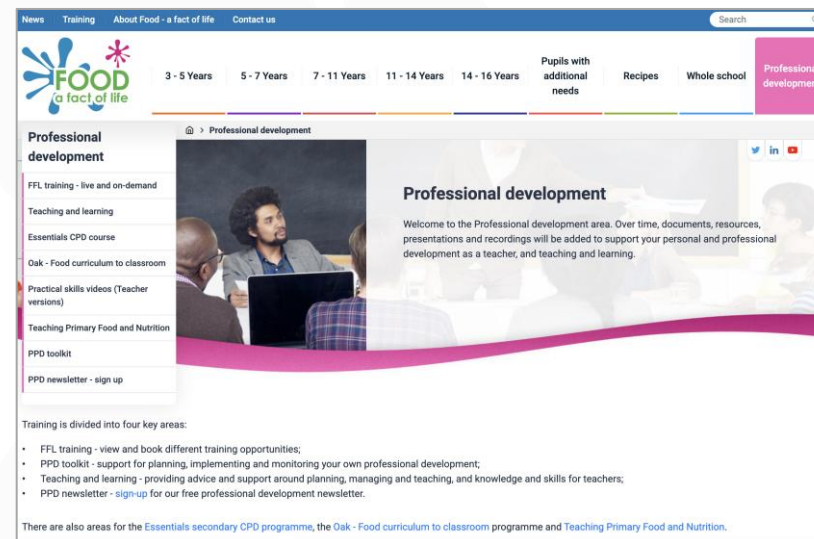 News Training About Food - a fact of life Contact us Search
FOOD
a fact of life
3 - 5 Years 5 - 7 Years 7 - 11 Years 11 - 14 Years 14 - 16 Years
Pupils with
additional
needs
Recipes Whole school
Professional
development
Professional
development
> Professional development
FFL training - live and on-demand
Teaching and learning
Essentials CPD course
Oak - Food curriculum to classroom
Practical skills videos (Teacher
versions)
Teaching Primary Food and Nutrition
PPD toolkit
PPD newsletter - sign up
Professional development
Welcome to the Professional development area. Over time, documents, resources,
presentations and recordings will be added to support your personal and professional
development as a teacher, and teaching and learning.
Training is divided into four key areas:
• FFL training - view and book different training opportunities;
• PPD toolkit - support for planning, implementing and monitoring your own professional development;
• Teaching and learning - providing advice and support around planning, managing and teaching, and knowledge and skills for teachers;
• PPD newsletter - sign-up for our free professional development newsletter.
There are also areas for the Essentials secondary CPD programme, the Oak - Food curriculum to classroom programme and Teaching Primary Food and Nutrition.